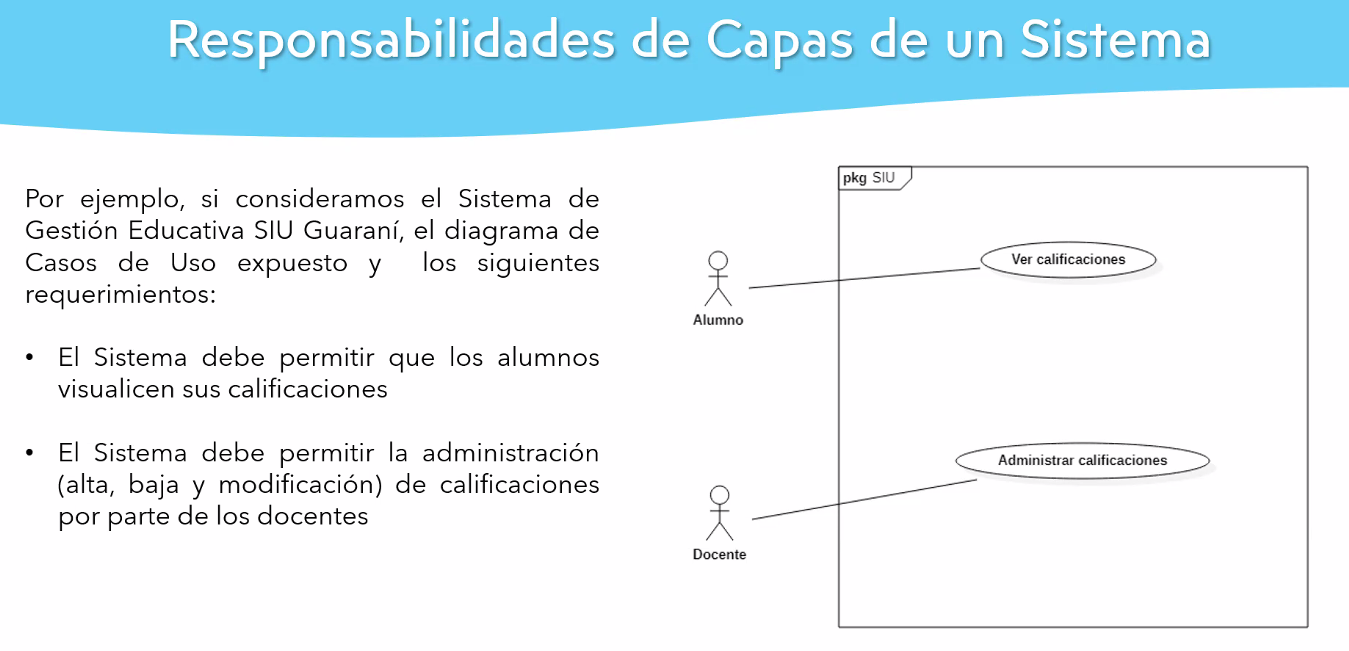 Responsabilidades de Capas de un Sistema
Por ejemplo, si consideramos el Sistema de
Gestión Educativa SIU Guaraní, el diagrama de
Casos de Uso expuesto y los siguientes
requerimientos:
• El Sistema debe permitir que los alumnos
visualicen sus calificaciones
• El Sistema debe permitir la administración
(alta, baja y modificación) de calificaciones
por parte de los docentes
pkg SIU
Ver calificaciones
Alumno
Administrar calificaciones
Docente